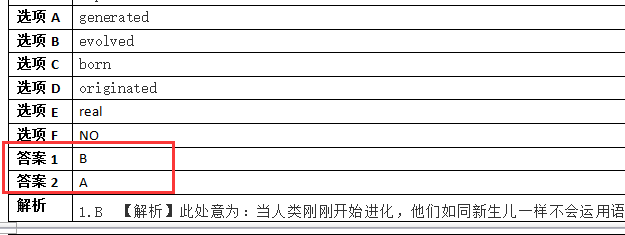 选项 A generated
选项 B evolved
选项 C born
选项 D originated
选项 E real
选项 F NO
答案 1 B
答案 2 A
解析 1.B 【解析】此处意为：当人类刚刚开始进化，他们如同新生儿一样不会运用语